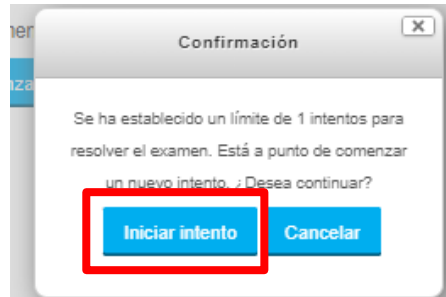 Confirmación
Se ha establecido un límite de 1 intentos para
resolver el examen. Está a punto de comenzar
un nuevo intento. ¿Desea continuar?
Iniciar intento
Cancelar